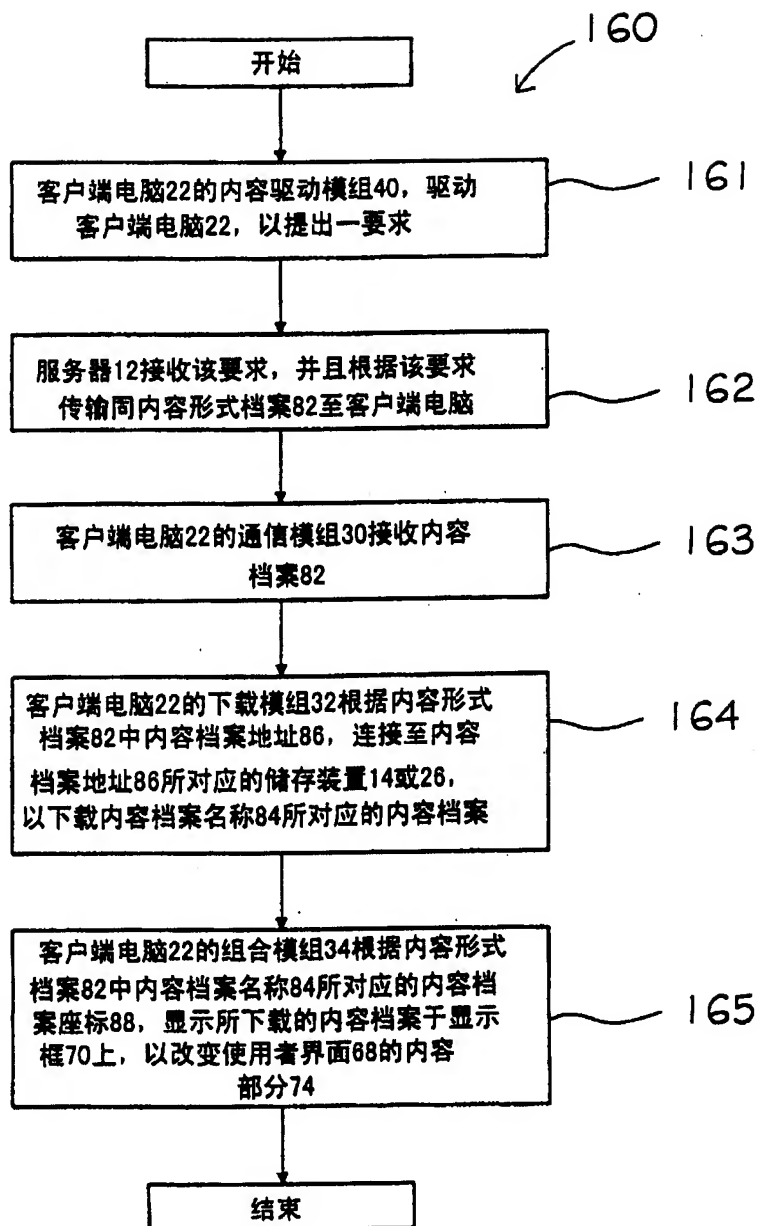 160
开始
客户端电脑22的内容驱动模组40，驱动
客户端电脑22，以提出一要求
161
服务器12接收该要求，并且根据该要求
传输同内容形式档案82至客户端电脑
162
客户端电脑22的通信模组30接收内容
档案82
163
客户端电脑22的下载模组32根据内容形式
档案82中内容档案地址86，连接至内容
档案地址86所对应的储存装置14或26，
以下载内容档案名称84所对应的内容档案
164
客户端电脑22的组合模组34根据内容形式
档案82中内容档案名称84所对应的内容档
案座标88，显示所下载的内容档案于显示
框70上，以改变使用者界面68的内容
部分74
165
结束